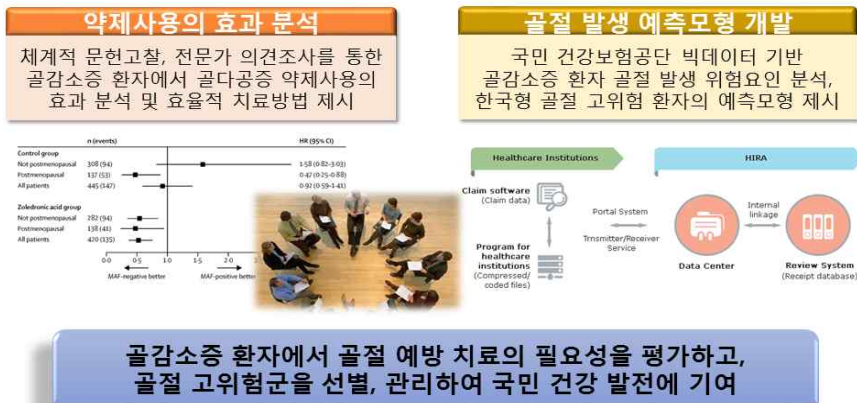 약제사용의 효과 분석
체계적 문헌고찰, 전문가 의견조사를 통한
골감소증 환자에서 골다공증 약제사용의
효과 분석 및 효율적 치료방법 제시
골절 발생 예측모형 개발
국민 건강보험공단 빅데이터 기반
골감소증 환자 골절 발생 위험요인 분석,
한국형 골절 고위험 환자의 예측모형 제시
n (events) HR (95% CI)
Control group
Not postmenopausal 308 (94) 1·58 (0·82-3·03)
Postmenopausal 137 (53) 0·47 (0·25-0·88)
All patients 445 (147) 0·92 (0·59-1·41)
Zoledronic acid group
Not postmenopausal 282 (94)
Postmenopausal 138 (41)
All patients 420 (135)
0·0 0·5 1·0 1·5 2·0
MAF-negative better MAF-positive better
Healthcare Institutions
HIRA
Claim software
(Claim data)
Program for
healthcare
institutions
(Compressed/
coded files)
Portal System
Trnsmitter/Receiver
Service
Data Center
Internal
linkage
Review System
(Receipt database)
골감소증 환자에서 골절 예방 치료의 필요성을 평가하고,
골절 고위험군을 선별, 관리하여 국민 건강 발전에 기여